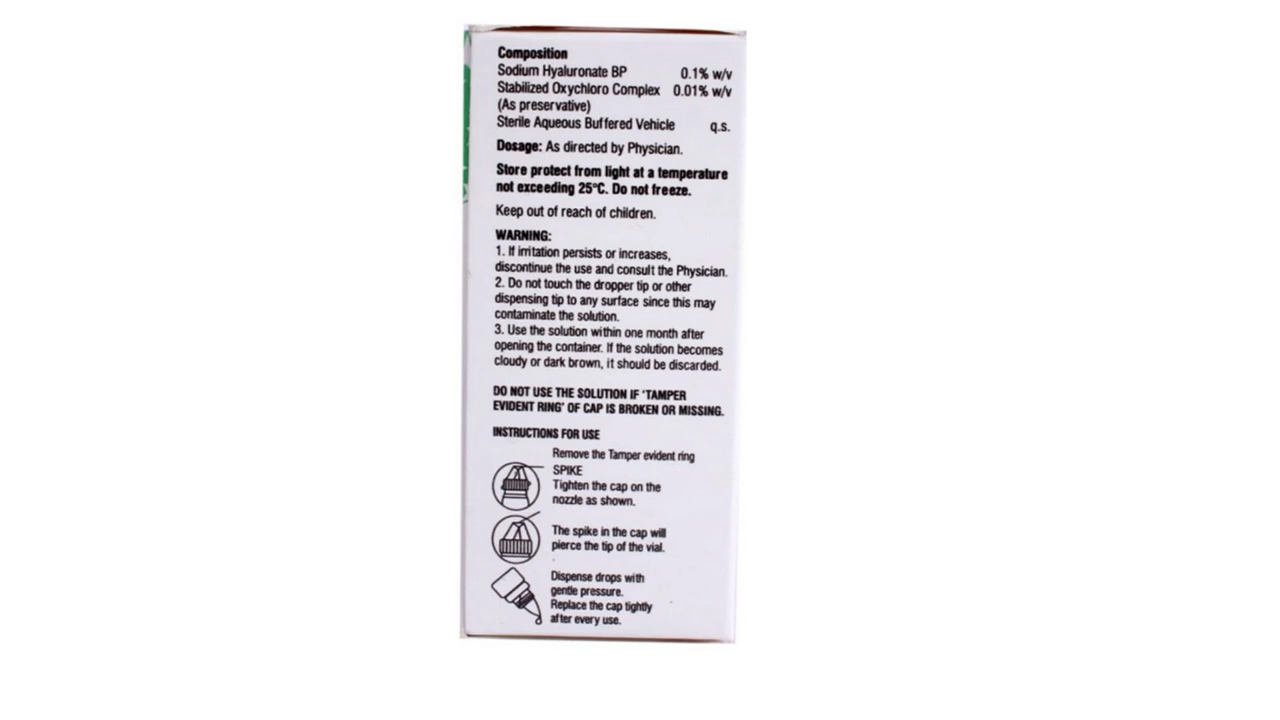 Composition
Sodium Hyaluronate BP 0.1% w/v
Stabilized Oxychloro Complex 0.01% w/v
(As preservative)
Sterile Aqueous Buffered Vehicle q.s.
Dosage: As directed by Physician.
Store protect from light at a temperature
not exceeding 25°C. Do not freeze.
Keep out of reach of children.
WARNING:
1. If irritation persists or increases,
discontinue the use and consult the Physician.
2. Do not touch the dropper tip or other
dispensing tip to any surface since this may
contaminate the solution.
3. Use the solution within one month after
opening the container. If the solution becomes
cloudy or dark brown, it should be discarded.
DO NOT USE THE SOLUTION IF 'TAMPER
EVIDENT RING' OF CAP IS BROKEN OR MISSING.
INSTRUCTIONS FOR USE
Remove the Tamper evident ring
SPIKE
Tighten the cap on the
nozzle as shown.
The spike in the cap will
pierce the tip of the vial.
Dispense drops with
gentle pressure.
Replace the cap tightly
after every use.